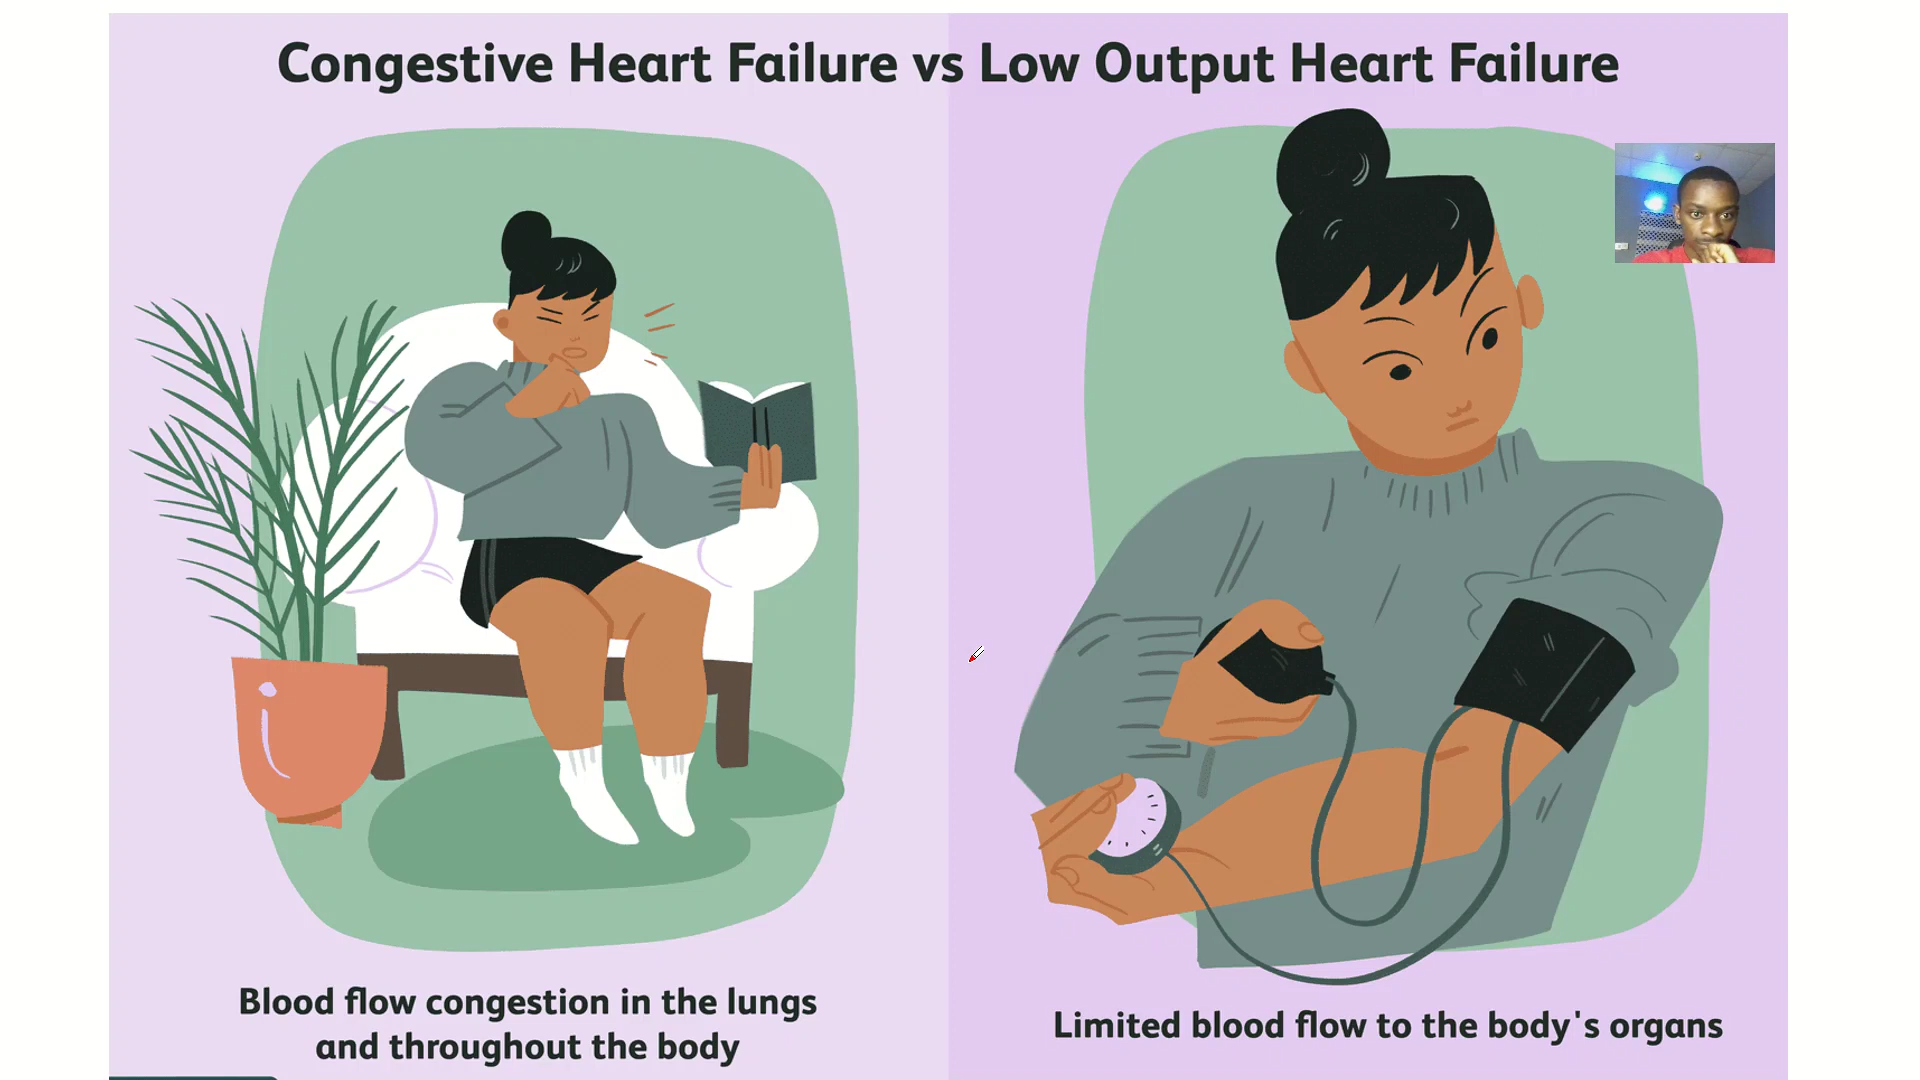 Congestive Heart Failure vs Low Output Heart Failure
Blood flow congestion in the lungs
and throughout the body
Limited blood flow to the body's organs